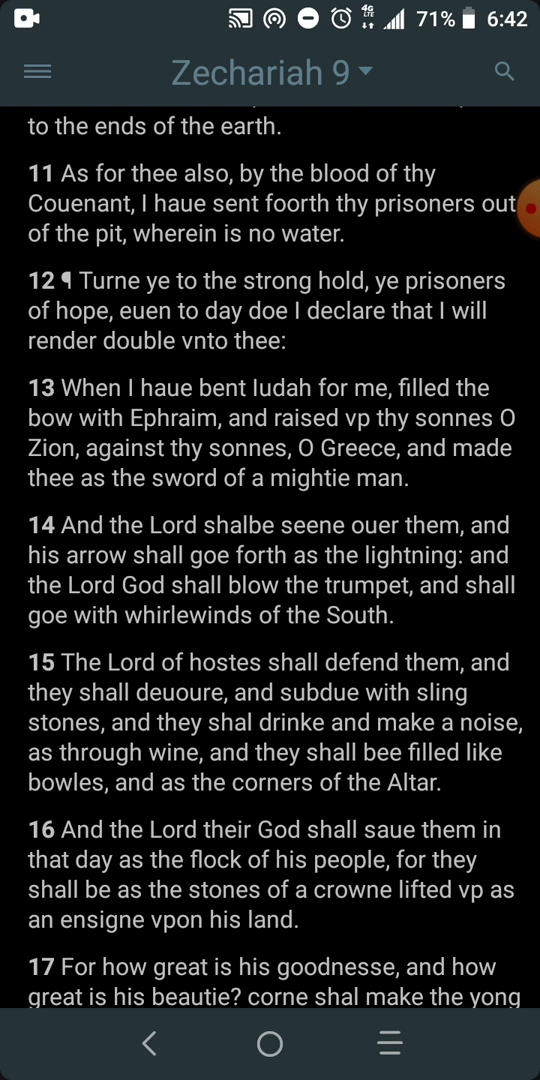 4G
LTE
71%
6:42
Zechariah 9
to the ends of the earth.
11 As for thee also, by the blood of thy
Couenant, I haue sent foorth thy prisoners out
of the pit, wherein is no water.
12 ¶ Turne ye to the strong hold, ye prisoners
of hope, euen to day doe I declare that I will
render double vnto thee:
13 When I haue bent Iudah for me, filled the
bow with Ephraim, and raised vp thy sonnes O
Zion, against thy sonnes, O Greece, and made
thee as the sword of a mightie man.
14 And the Lord shalbe seene ouer them, and
his arrow shall goe forth as the lightning: and
the Lord God shall blow the trumpet, and shall
goe with whirlewinds of the South.
15 The Lord of hostes shall defend them, and
they shall deuoure, and subdue with sling
stones, and they shal drinke and make a noise,
as through wine, and they shall bee filled like
bowles, and as the corners of the Altar.
16 And the Lord their God shall saue them in
that day as the flock of his people, for they
shall be as the stones of a crowne lifted vp as
an ensigne vpon his land.
17 For how great is his goodnesse, and how
great is his beautie? corne shal make the yong